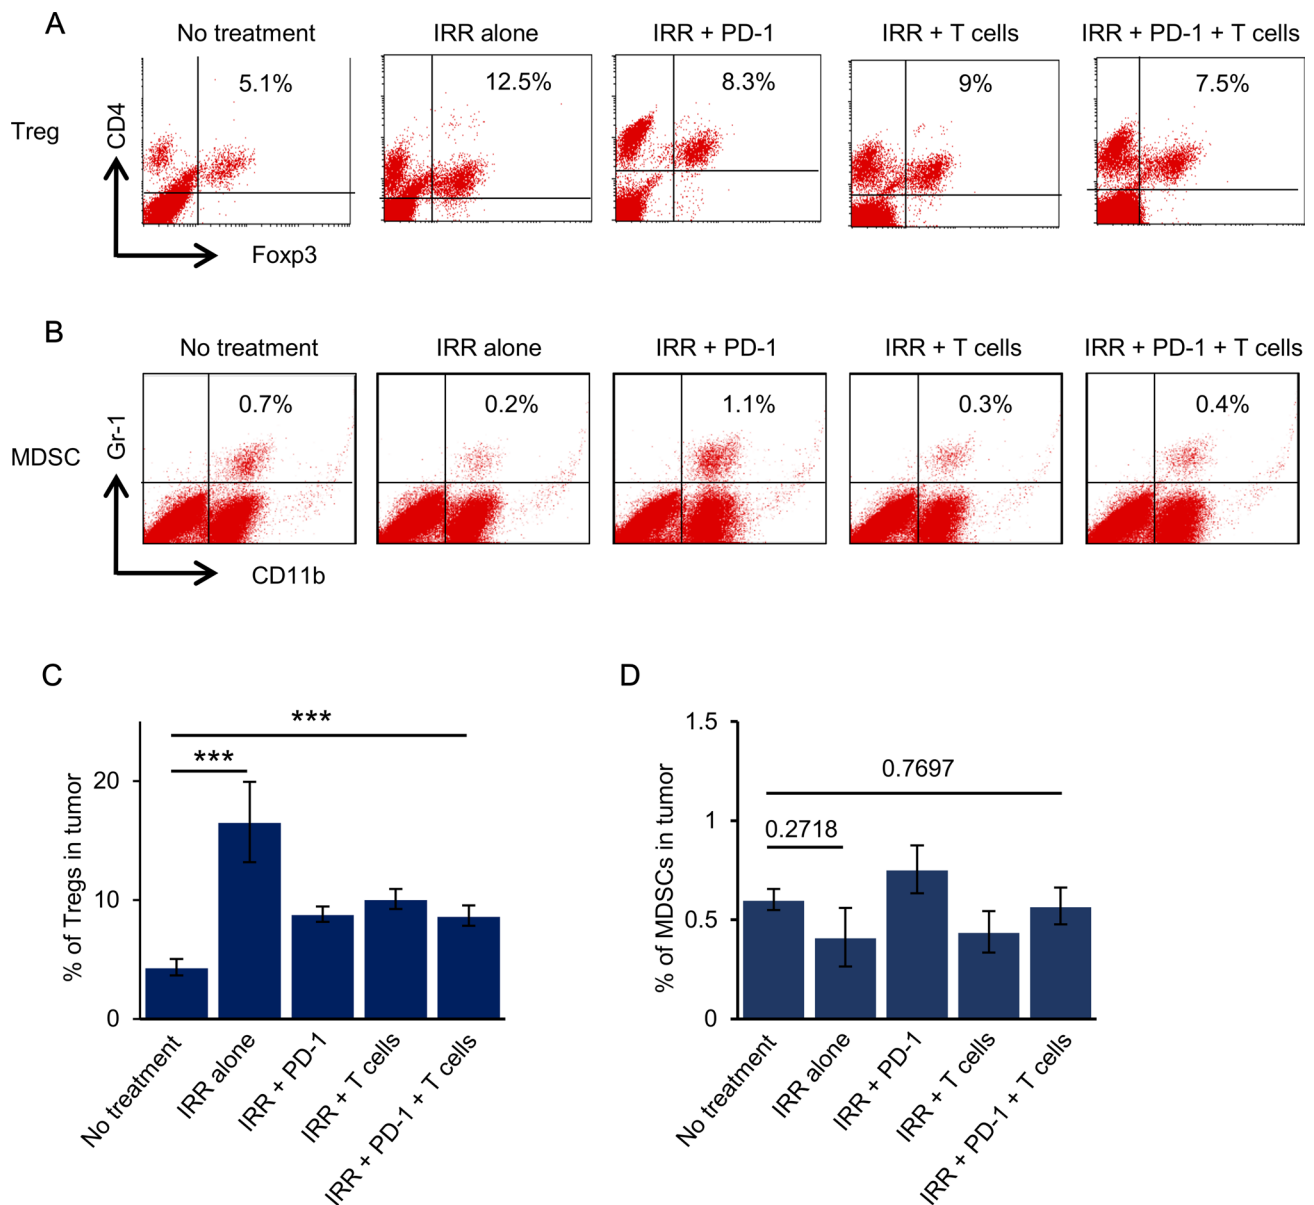 A
No treatment
IRR alone
IRR + PD-1
IRR + T cells
IRR + PD-1 + T cells
Treg
CD4
5.1%
12.5%
8.3%
9%
7.5%
Foxp3
B
No treatment
IRR alone
IRR + PD-1
IRR + T cells
IRR + PD-1 + T cells
MDSC
Gr-1
0.7%
0.2%
1.1%
0.3%
0.4%
CD11b
C
% of Tregs in tumor
20
10
0
***
***
No treatment
IRR alone
IRR + PD-1
IRR + T cells
IRR + PD-1 + T cells
D
% of MDSCs in tumor
1.5
1
0.5
0
0.7697
0.2718
No treatment
IRR alone
IRR + PD-1
IRR + T cells
IRR + PD-1 + T cells